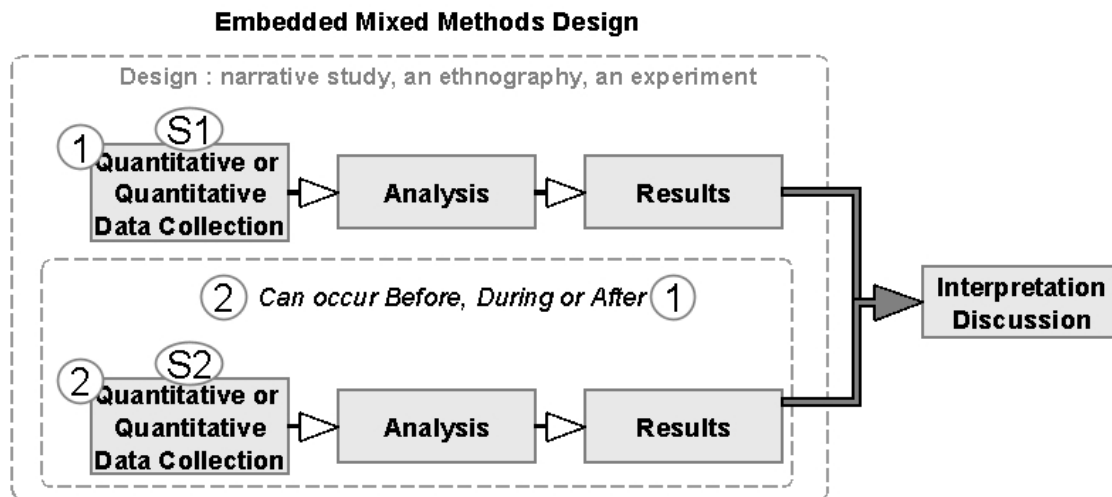 Embedded Mixed Methods Design
Design : narrative study, an ethnography, an experiment
S1
1
Quantitative or
Quantitative
Data Collection
Analysis
Results
2 Can occur Before, During or After 1
Interpretation
Discussion
S2
2
Quantitative or
Quantitative
Data Collection
Analysis
Results